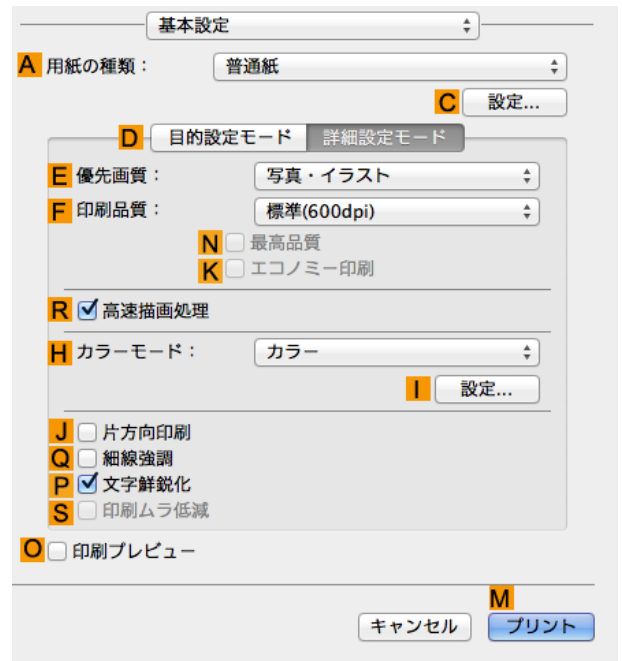 基本設定
A 用紙の種類： 普通紙
C 設定...
D 目的設定モード 詳細設定モード
E 優先画質： 写真・イラスト
F 印刷品質： 標準(600dpi)
N 最高品質
K エコノミー印刷
R 高速描画処理
H カラーモード： カラー
I 設定...
J 片方向印刷
Q 細線強調
P 文字鮮鋭化
S 印刷ムラ低減
O 印刷プレビュー
M
キャンセル プリント